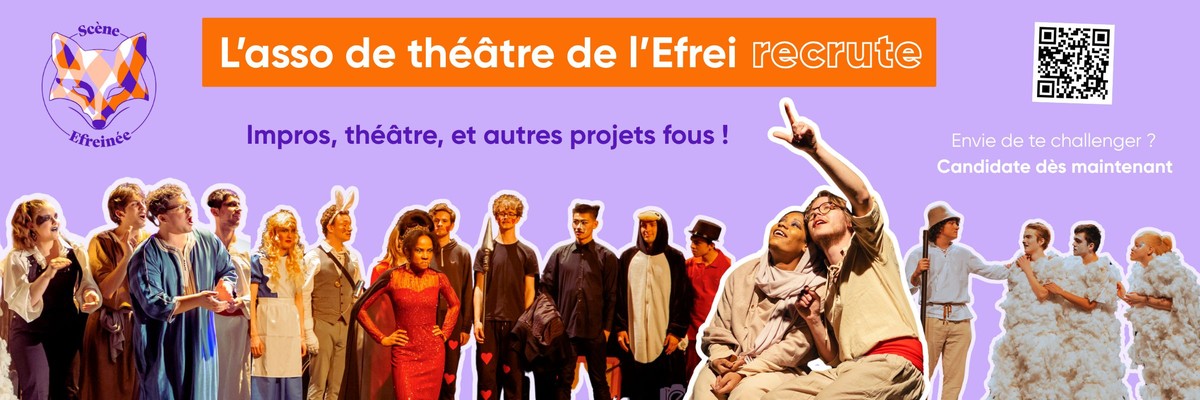 Scène
Efreinée
L'asso de théâtre de l'Efrei recrute
Impros, théâtre, et autres projets fous !
Envie de te challenger ?
Candidate dès maintenant